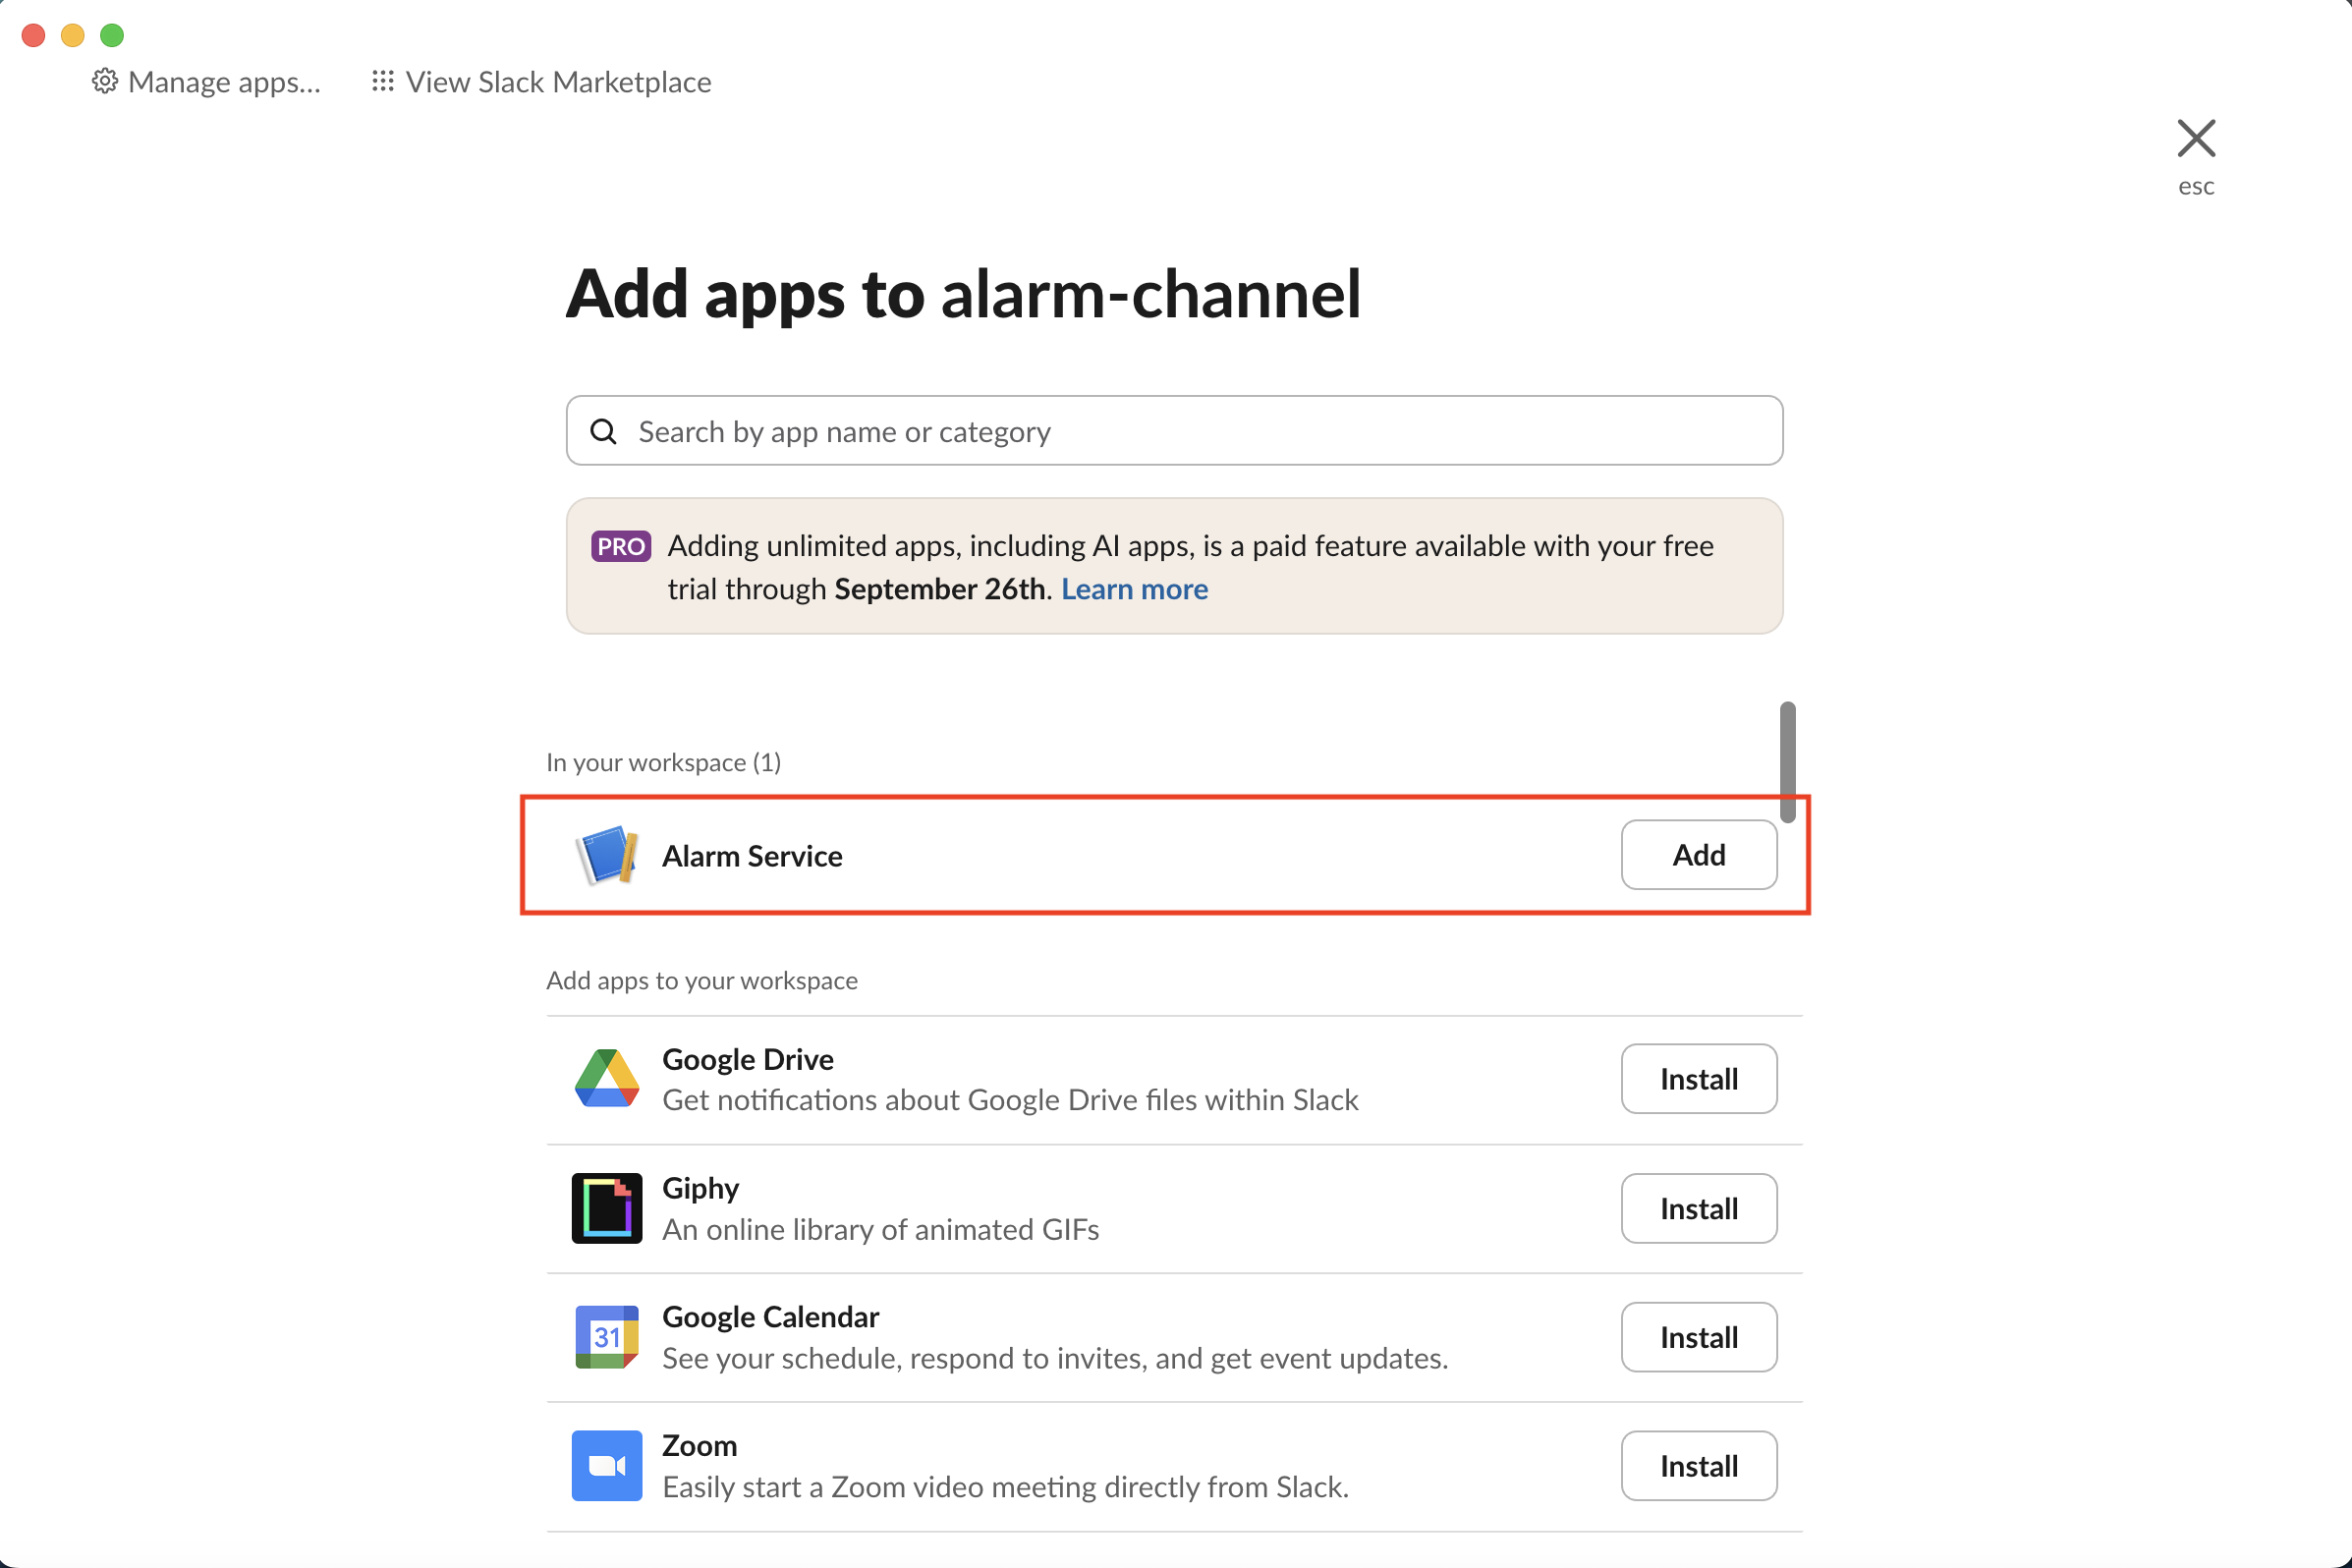 Manage apps... View Slack Marketplace
esc
Add apps to alarm-channel
Search by app name or category
PRO Adding unlimited apps, including AI apps, is a paid feature available with your free
trial through September 26th. Learn more
In your workspace (1)
Alarm Service Add
Add apps to your workspace
Google Drive
Get notifications about Google Drive files within Slack
Install
Giphy
An online library of animated GIFs
Install
31
Google Calendar
See your schedule, respond to invites, and get event updates.
Install
Zoom
Easily start a Zoom video meeting directly from Slack.
Install